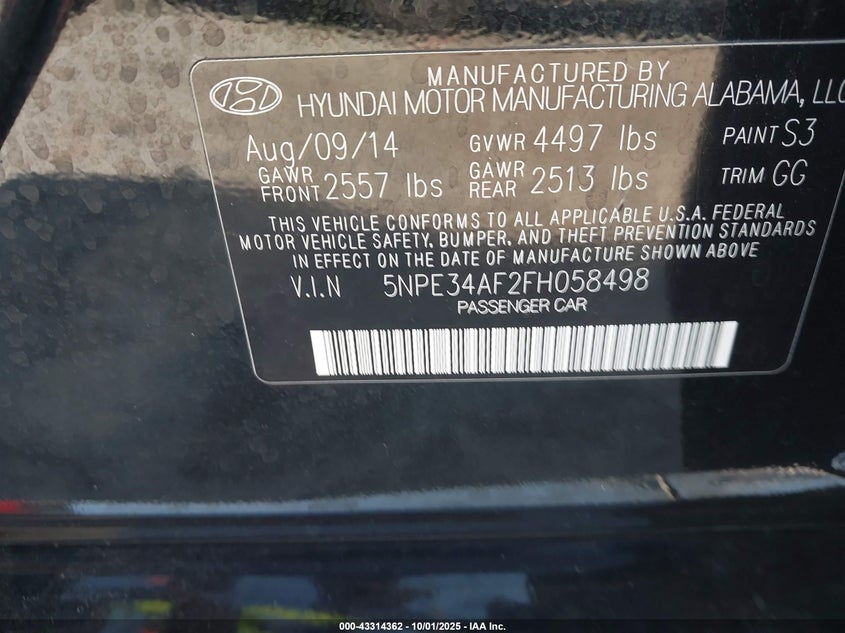 MANUFACTURED BY
HYUNDAI MOTOR MANUFACTURING ALABAMA, LLC
Aug/09/14 GVWR 4497 lbs PAINT S3
GAWR FRONT 2557 lbs GAWR REAR 2513 lbs TRIM GG
THIS VEHICLE CONFORMS TO ALL APPLICABLE U.S.A. FEDERAL
MOTOR VEHICLE SAFETY, BUMPER, AND THEFT PREVENTION STANDARDS
IN EFFECT ON THE DATE OF MANUFACTURE SHOWN ABOVE
V.I.N 5NPE34AF2FH058498
PASSENGER CAR
000-43314362 - 10/01/2025 - IAA Inc.